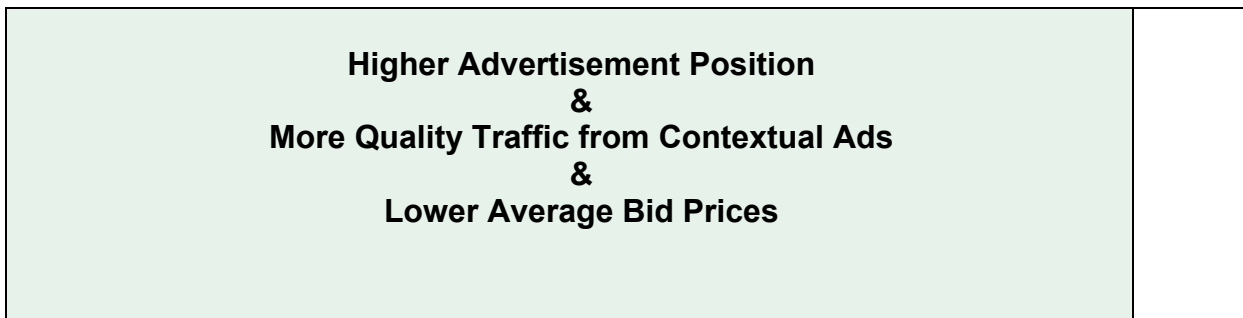 Higher Advertisement Position
&
More Quality Traffic from Contextual Ads
&
Lower Average Bid Prices